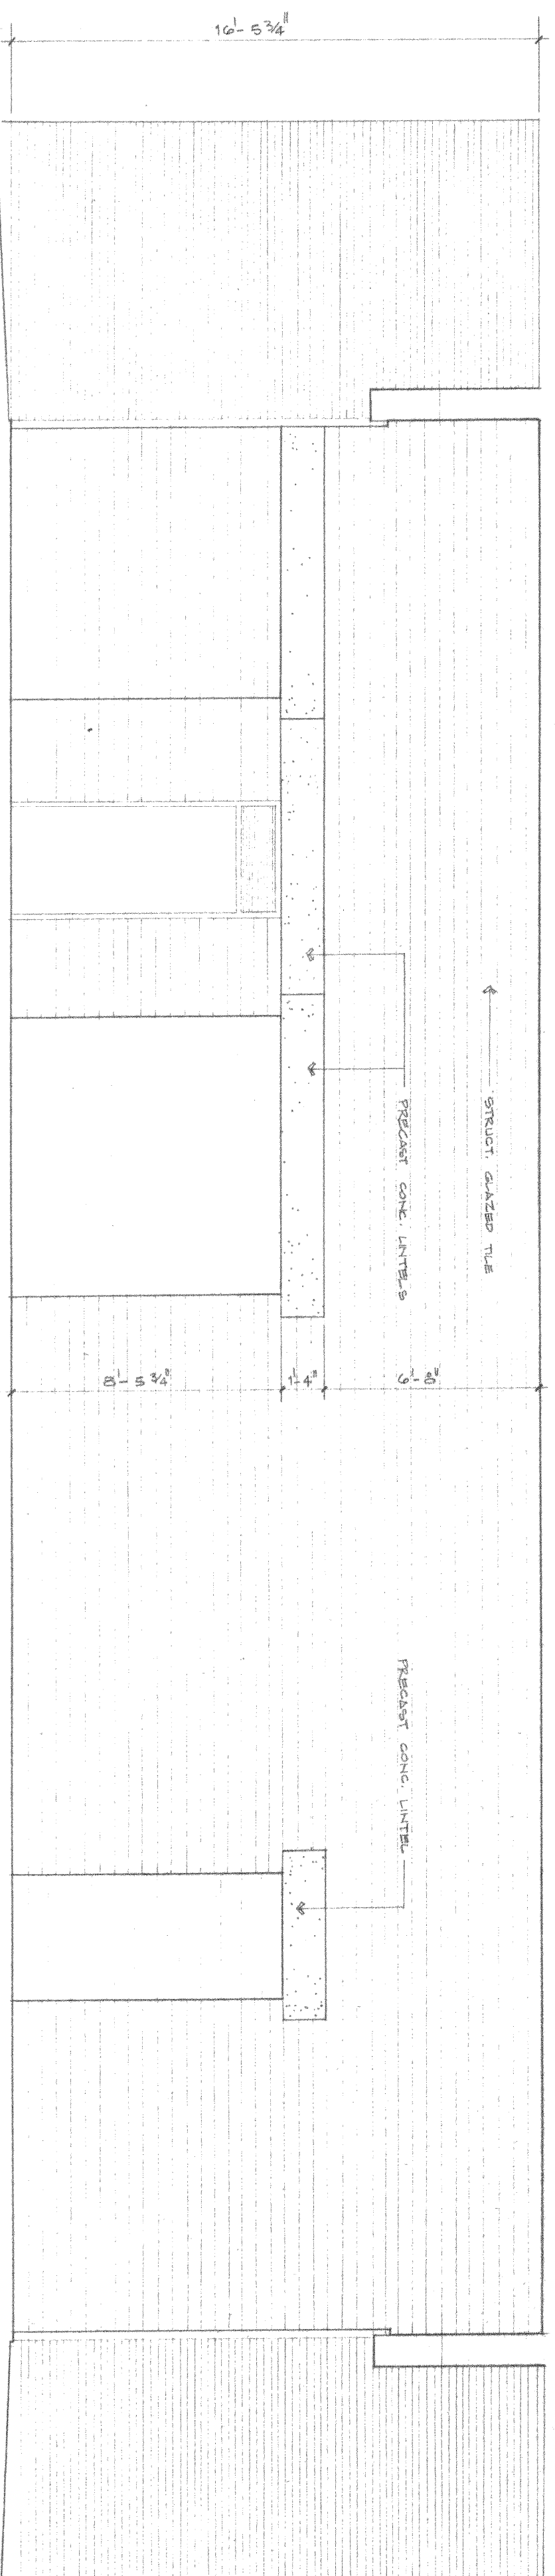 16'-5 3/4"
STRUCT. GLAZED TILE
PRECAST CONC. LINTELS
8'-5 3/4"
1'-4"
6'-8"
PRECAST CONC. LINTEL